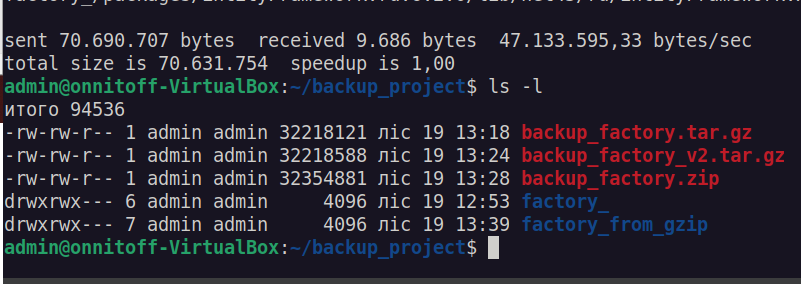 sent 70.690.707 bytes  received 9.686 bytes  47.133.595,33 bytes/sec
total size is 70.631.754  speedup is 1,00
admin@onnitoff-VirtualBox:~/backup_project$ ls -l
итого 94536
-rw-rw-r-- 1 admin admin 32218121 ліс 19 13:18 backup_factory.tar.gz
-rw-rw-r-- 1 admin admin 32218588 ліс 19 13:24 backup_factory_v2.tar.gz
-rw-rw-r-- 1 admin admin 32354881 ліс 19 13:28 backup_factory.zip
drwxrwx--- 6 admin admin     4096 ліс 19 12:53 factory_
drwxrwx--- 7 admin admin     4096 ліс 19 13:39 factory_from_gzip
admin@onnitoff-VirtualBox:~/backup_project$